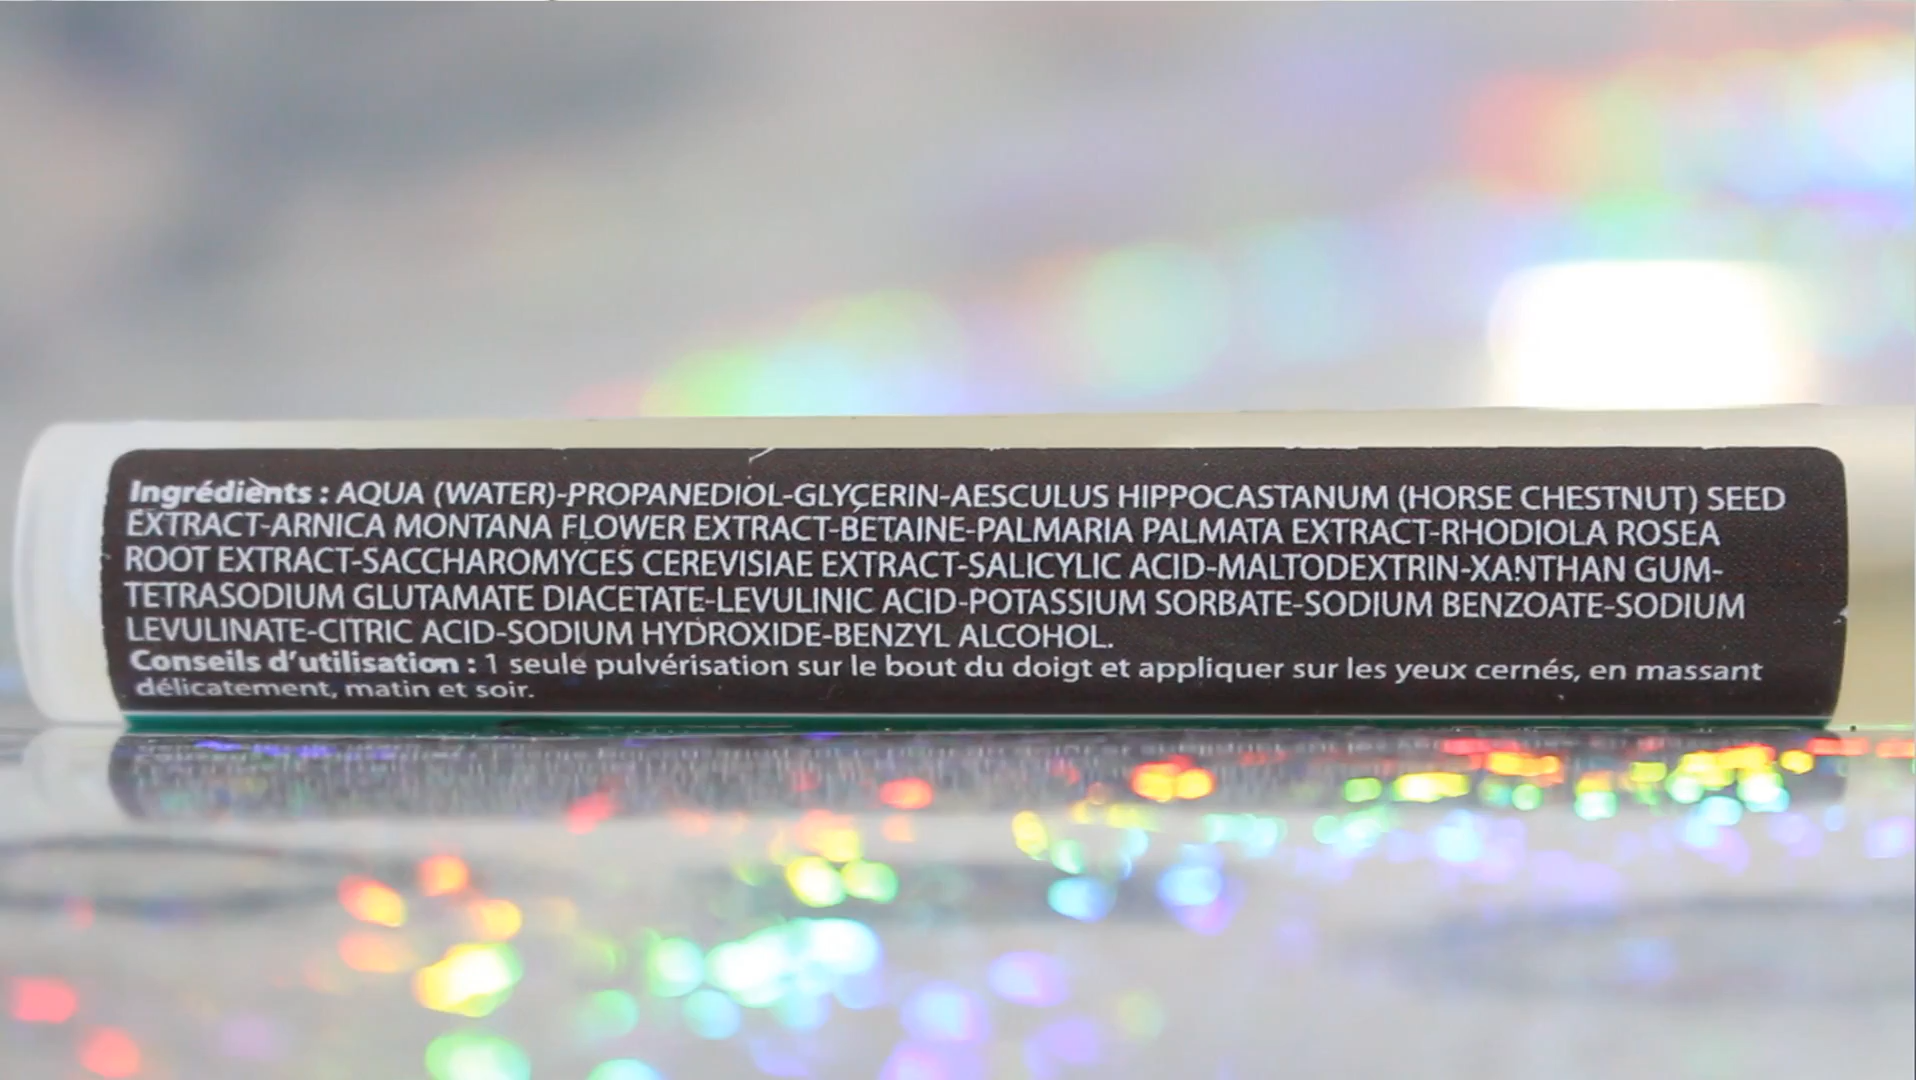 Ingrédients : AQUA (WATER)-PROPANEDIOL-GLYCERIN-AESCULUS HIPPOCASTANUM (HORSE CHESTNUT) SEED
EXTRACT-ARNICA MONTANA FLOWER EXTRACT-BETAINE-PALMARIA PALMATA EXTRACT-RHODIOLA ROSEA
ROOT EXTRACT-SACCHAROMYCES CEREVISIAE EXTRACT-SALICYLIC ACID-MALTODEXTRIN-XANTHAN GUM-
TETRASODIUM GLUTAMATE DIACETATE-LEVULINIC ACID-POTASSIUM SORBATE-SODIUM BENZOATE-SODIUM
LEVULINATE-CITRIC ACID-SODIUM HYDROXIDE-BENZYL ALCOHOL.
Conseils d'utilisation : 1 seule pulvérisation sur le bout du doigt et appliquer sur les yeux cernés, en massant
délicatement, matin et soir.